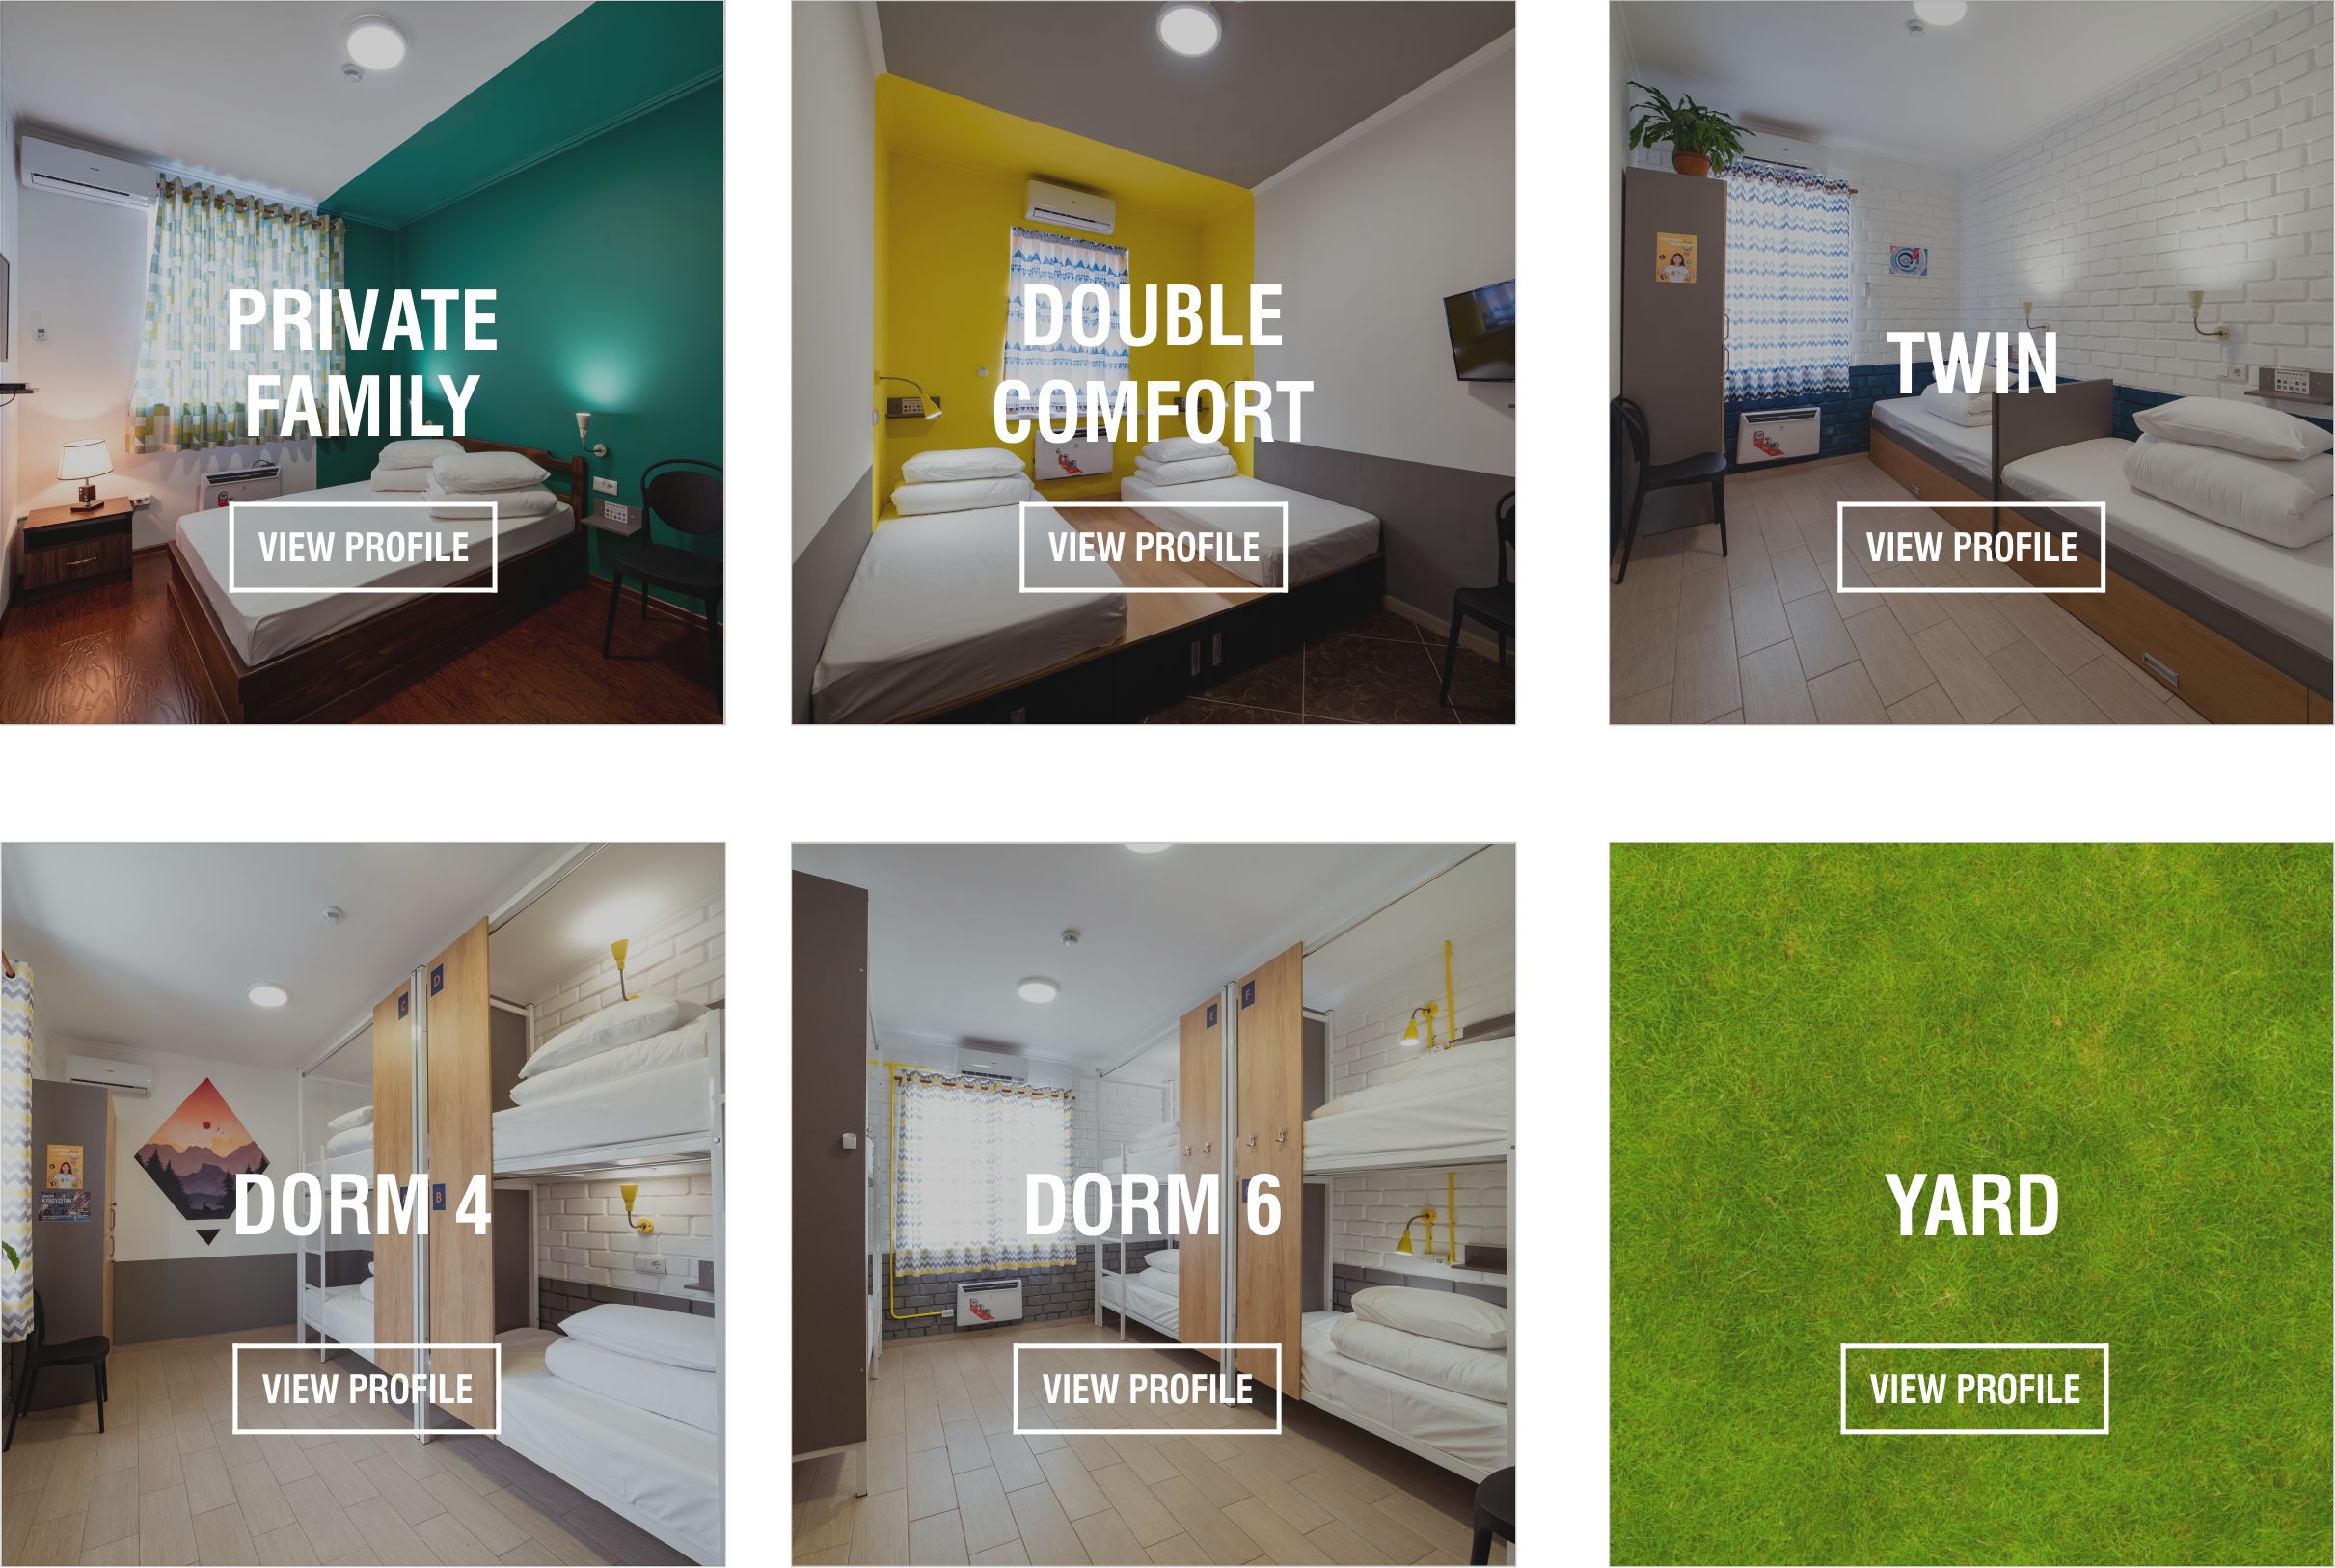 PRIVATE
FAMILY
VIEW PROFILE
DOUBLE
COMFORT
VIEW PROFILE
TWIN
VIEW PROFILE
C
D
B
DORM 4
VIEW PROFILE
E
F
DORM 6
VIEW PROFILE
YARD
VIEW PROFILE